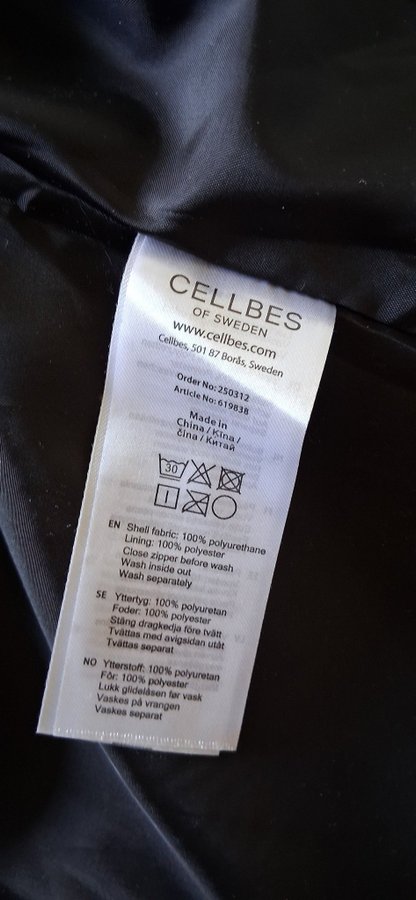 CELLBES
OF SWEDEN
www.cellbes.com
Cellbes, 501 87 Borås, Sweden
Order No: 250312
Article No: 619838
Made in
China / Kina /
čína / Китай
30
EN Shell fabric: 100% polyurethane
Lining: 100% polyester
Close zipper before wash
Wash inside out
Wash separately
SE Yttertyg: 100% polyuretan
Foder: 100% polyester
Stäng dragkedja före tvätt
Tvättas med avigsidan utåt
Tvättas separat
NO Ytterstoff: 100% polyuretan
Fôr: 100% polyester
Lukk glidelåsen før vask
Vaskes på vrangen
Vaskes separat